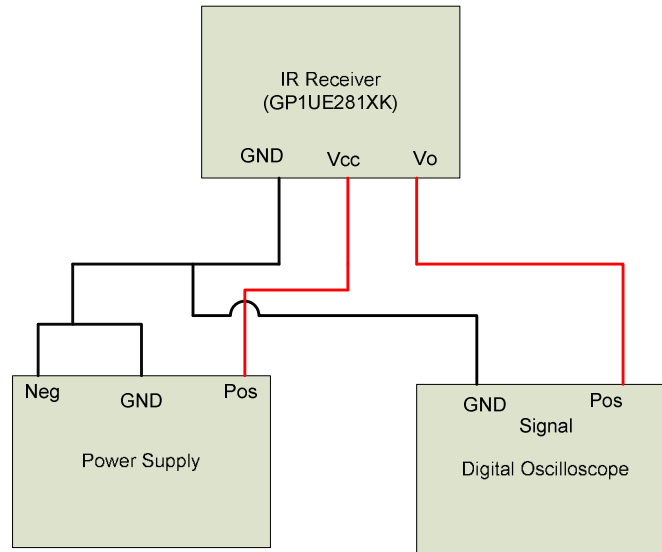 IR Receiver
(GP1UE281XK)
GND Vcc Vo
Neg GND Pos
Power Supply
GND Pos
Signal
Digital Oscilloscope